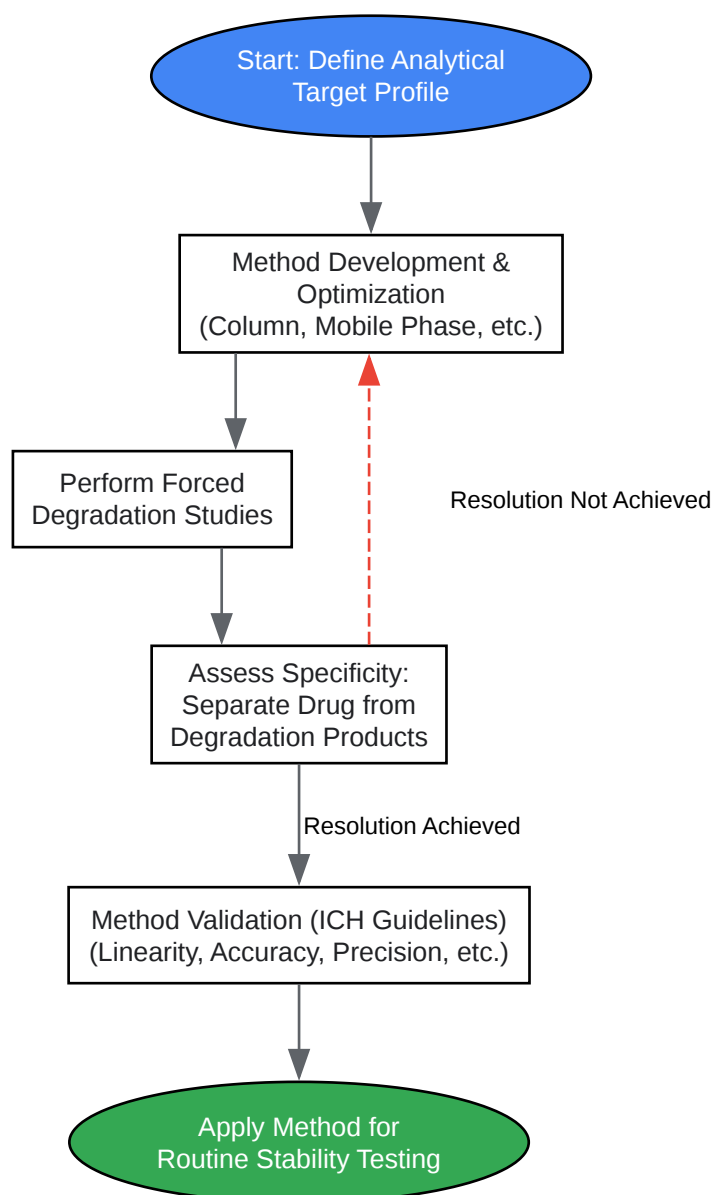 Start: Define Analytical
Target Profile
Method Development &
Optimization
(Column, Mobile Phase, etc.)
Perform Forced
Degradation Studies
Resolution Not Achieved
Assess Specificity:
Separate Drug from
Degradation Products
Resolution Achieved
Method Validation (ICH Guidelines)
(Linearity, Accuracy, Precision, etc.)
Apply Method for
Routine Stability Testing